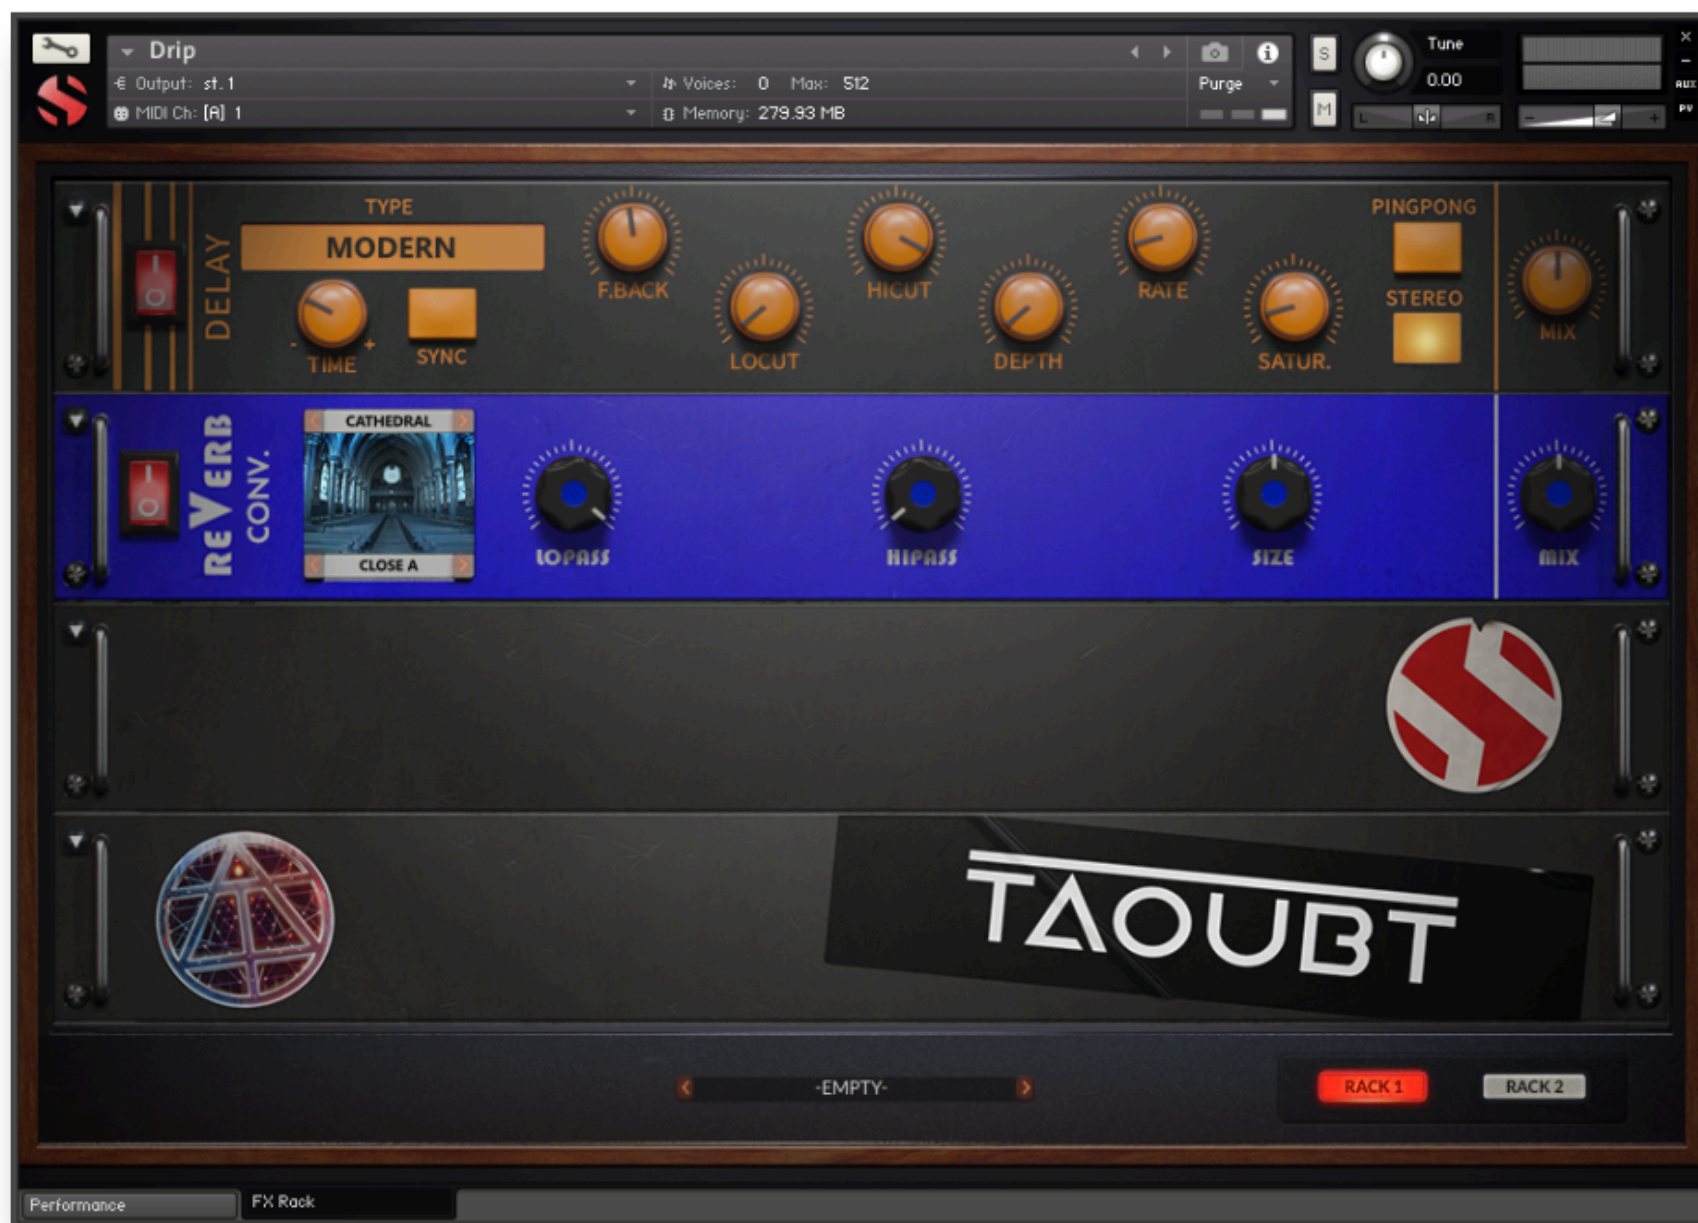 Drip
Output: st.1
Voices: 0 Max: 512
Purge
MIDI Ch: [A] 1
Memory: 279.93 MB
S
M
Tune
0.00
L R
- +
AUX
PV
DELAY
TYPE
MODERN
- TIME +
SYNC
F.BACK
LOCUT
HICUT
DEPTH
RATE
SATUR.
PINGPONG
STEREO
MIX
REVERB
CONV.
CATHEDRAL
CLOSE A
LOPASS
HIPASS
SIZE
MIX
TAOUBT
-EMPTY-
RACK 1
RACK 2
Performance
FX Rack